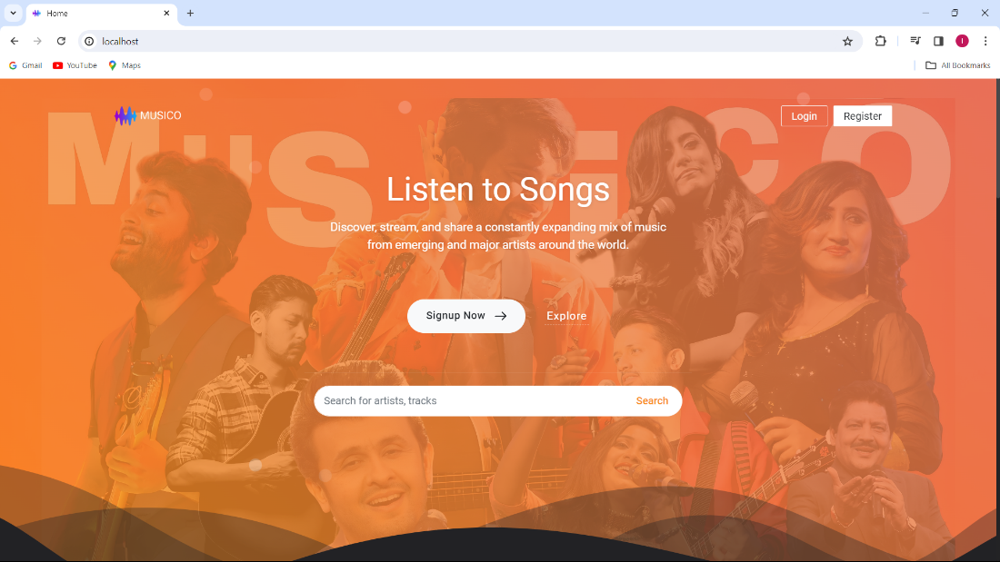 Home
localhost
Gmail
YouTube
Maps
All Bookmarks
I
MUSICO
MUSICO
Login
Register
Listen to Songs
Discover, stream, and share a constantly expanding mix of music
from emerging and major artists around the world.
Signup Now
Explore
Search for artists, tracks
Search